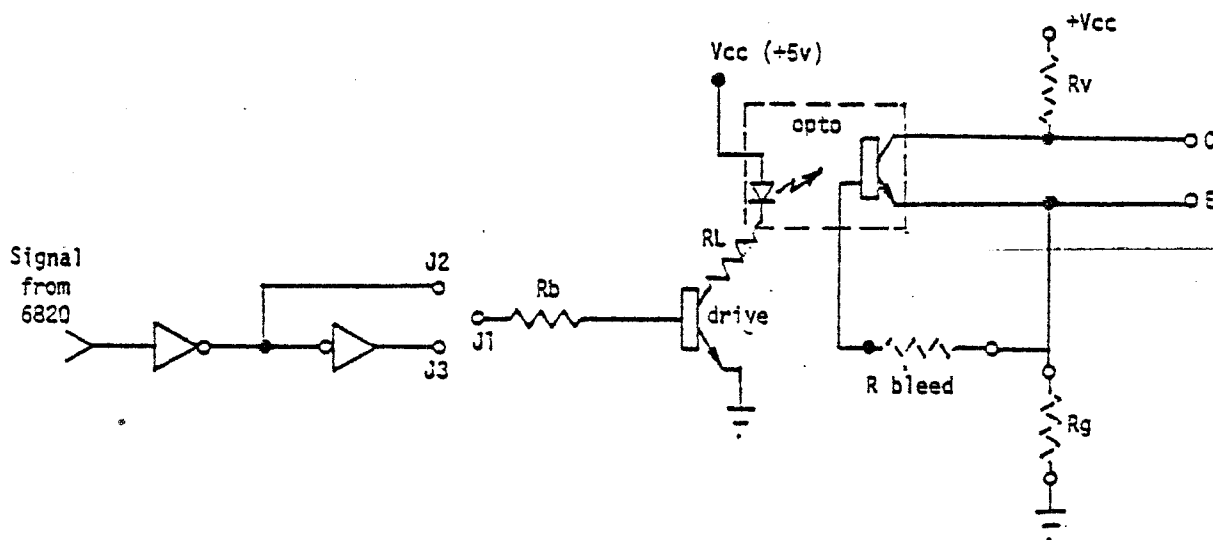 +Vcc
Vcc (+5v)
Rv
opto
C
E
RL
Signal
from
6820
J2
Rb
drive
J1
J3
R bleed
Rg